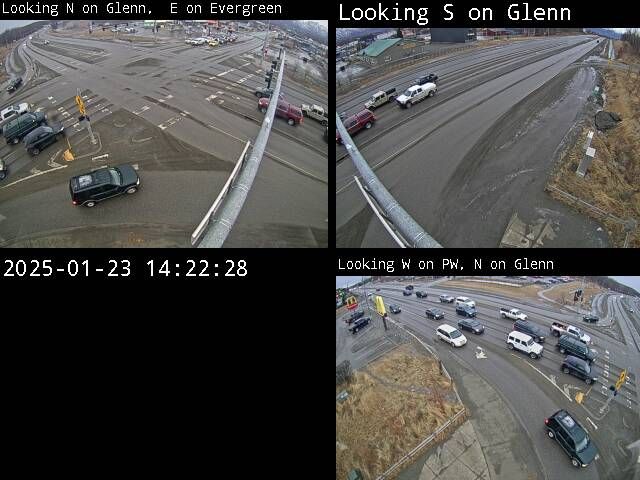 Looking N on Glenn,  E on Evergreen
Looking S on Glenn
2025-01-23 14:22:28
Looking W on PW, N on Glenn